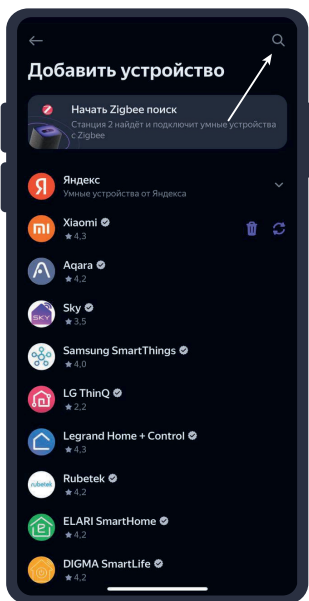 Добавить устройство
Начать Zigbee поиск
Станция 2 найдёт и подключит умные устройства
с Zigbee
Я
Яндекс
Умные устройства от Яндекса
Xiaomi
4,3
Aqara
4,2
SKY
Sky
3,5
Samsung SmartThings
4,0
LG ThinQ
2,2
Legrand Home + Control
4,3
rubetek
Rubetek
4,2
ELARI SmartHome
4,2
DIGMA SmartLife
4,2